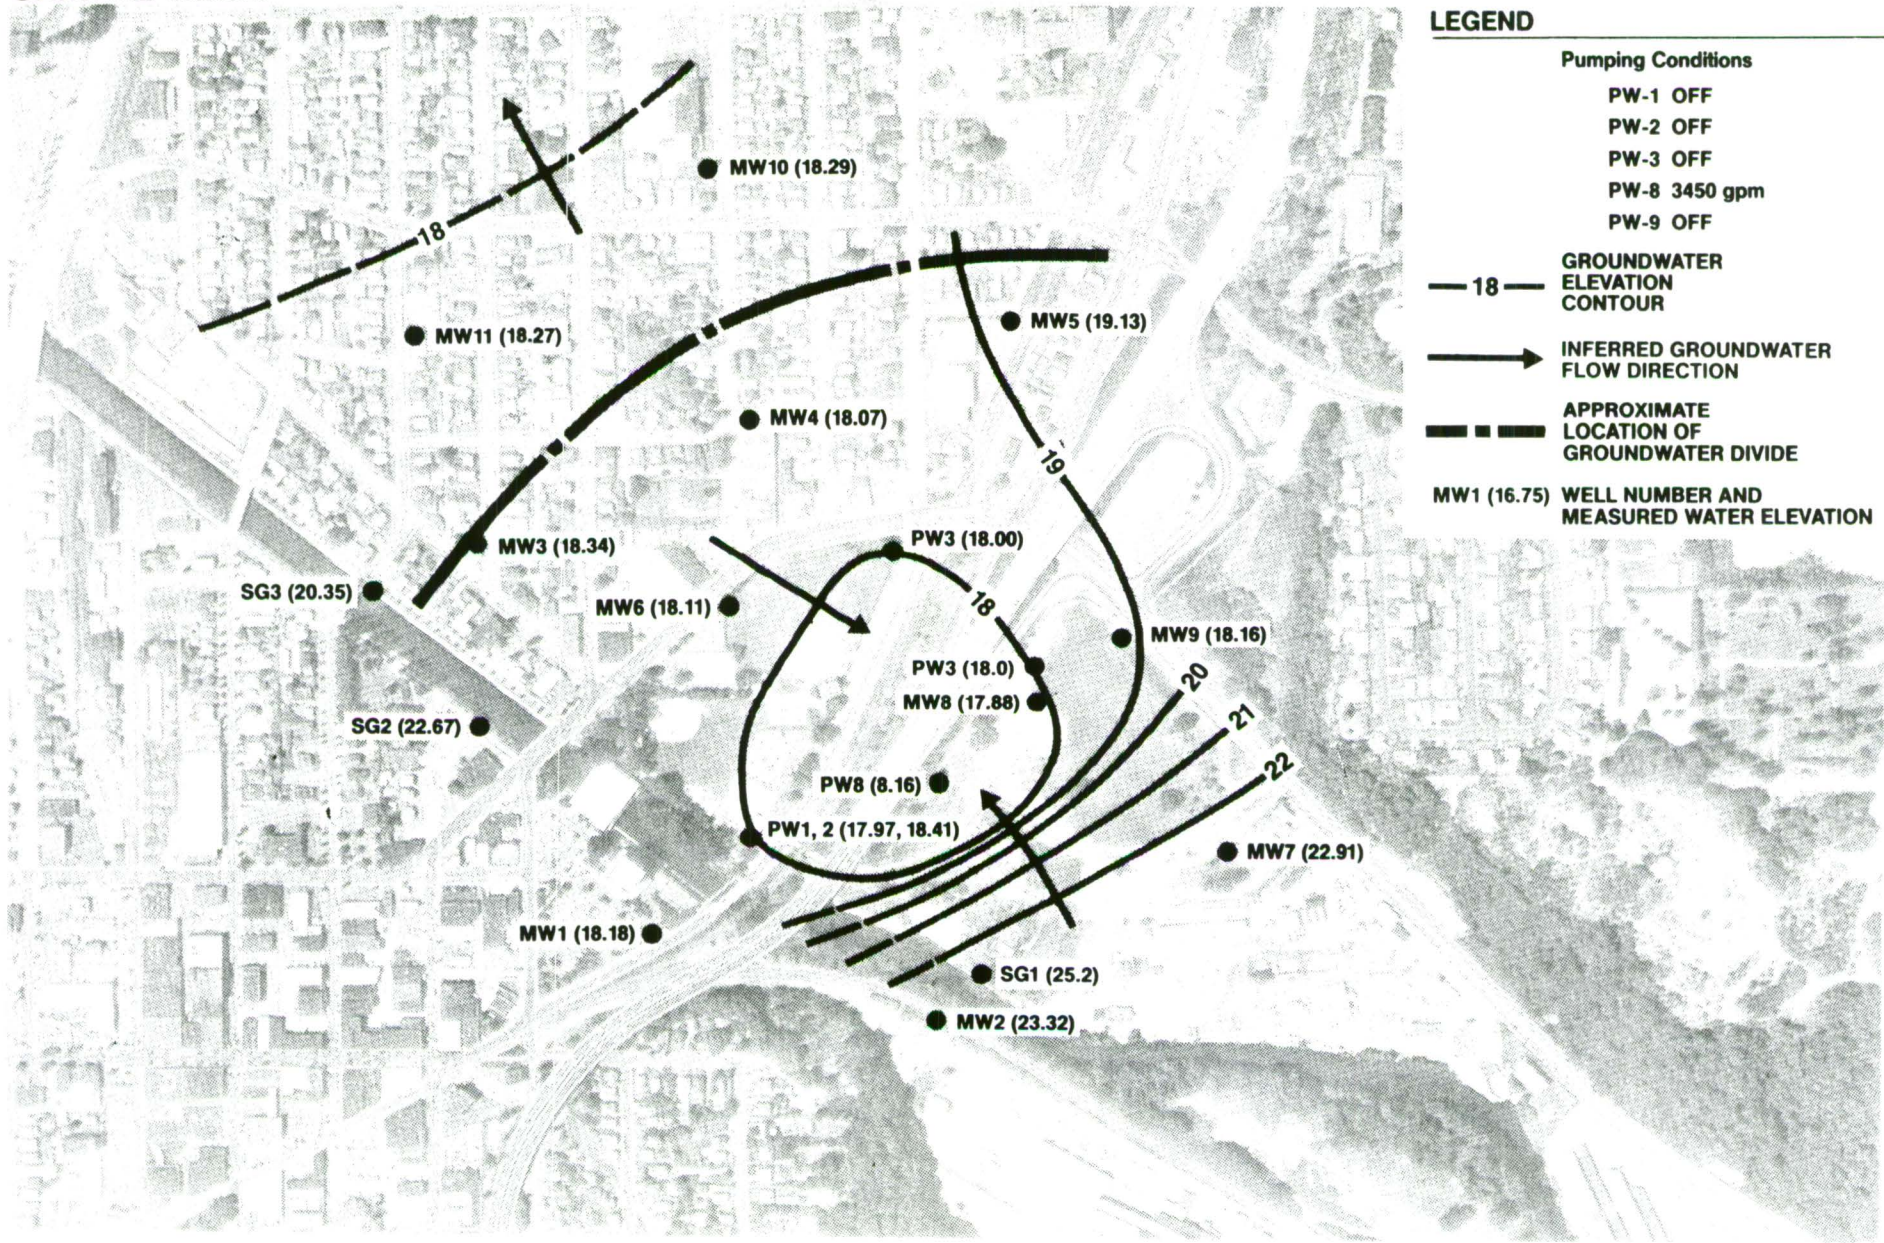 LEGEND
Pumping Conditions
PW-1 OFF
PW-2 OFF
PW-3 OFF
PW-8 3450 gpm
PW-9 OFF
18 GROUNDWATER
ELEVATION
CONTOUR
INFERRED GROUNDWATER
FLOW DIRECTION
APPROXIMATE
LOCATION OF
GROUNDWATER DIVIDE
MW1 (16.75) WELL NUMBER AND
MEASURED WATER ELEVATION
MW10 (18.29)
18
MW5 (19.13)
MW11 (18.27)
MW4 (18.07)
19
PW3 (18.00)
MW3 (18.34)
SG3 (20.35)
18
MW6 (18.11)
MW9 (18.16)
PW3 (18.0)
20
MW8 (17.88)
21
SG2 (22.67)
22
PW8 (8.16)
PW1, 2 (17.97, 18.41)
MW7 (22.91)
MW1 (18.18)
SG1 (25.2)
MW2 (23.32)